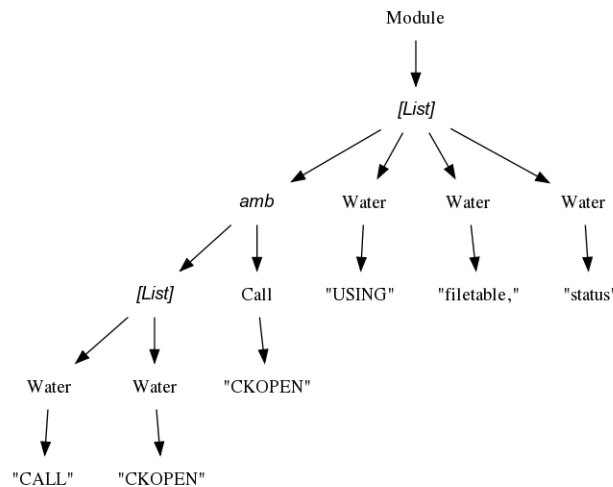 Module
[List]
amb Water Water Water
[List] Call "USING" "filetable," "status"
Water Water "CKOPEN"
"CALL" "CKOPEN"